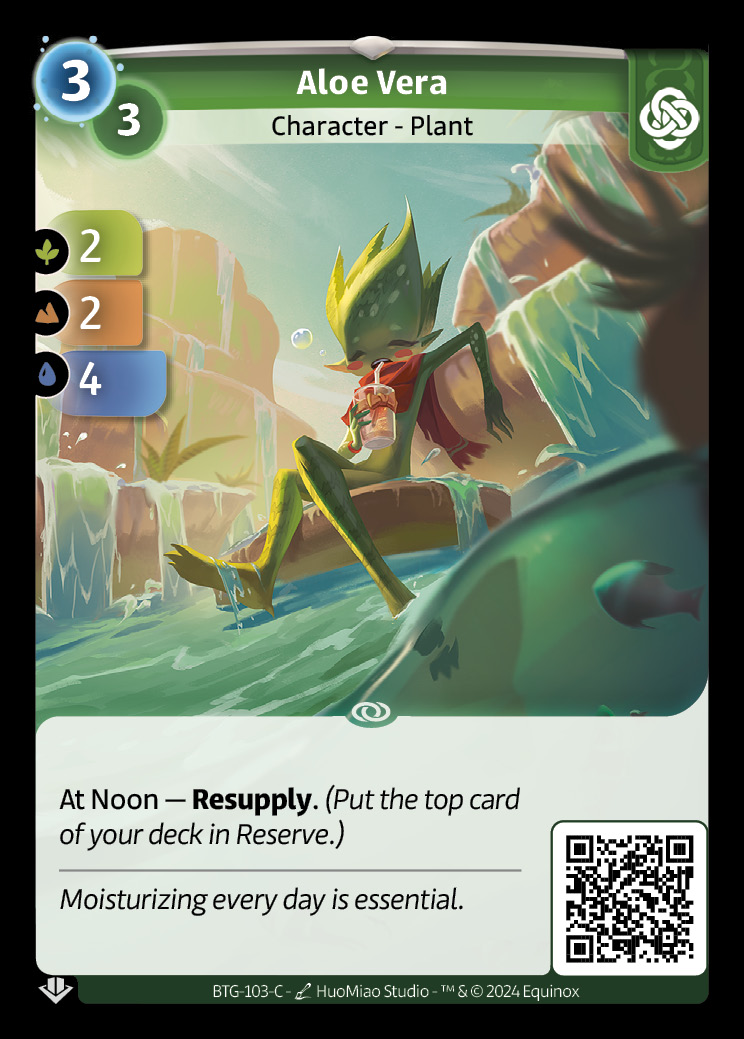 3
Aloe Vera
3
Character - Plant
2
2
4
At Noon — Resupply. (Put the top card
of your deck in Reserve.)
Moisturizing every day is essential.
BTG-103-C - HuoMiao Studio - ™ & © 2024 Equinox